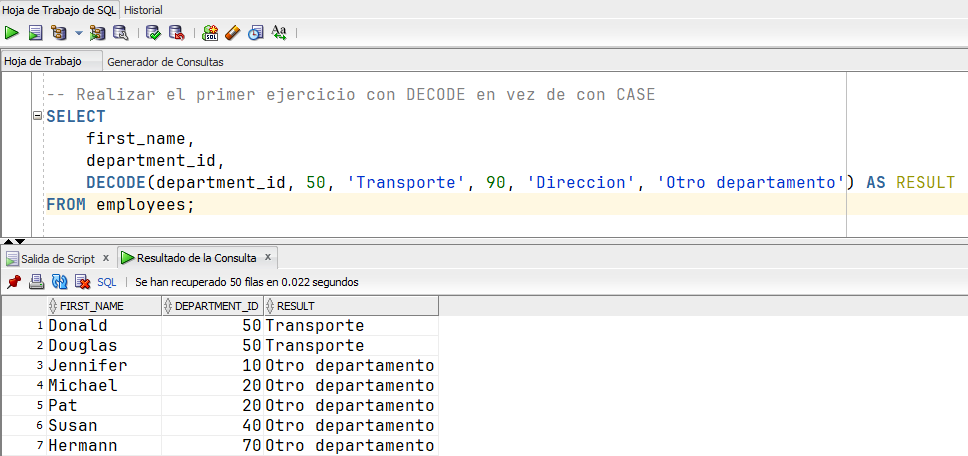 Hoja de Trabajo de SQL Historial
SQL Aa
Hoja de Trabajo Generador de Consultas
-- Realizar el primer ejercicio con DECODE en vez de con CASE
SELECT
first_name,
department_id,
DECODE(department_id, 50, 'Transporte', 90, 'Direccion', 'Otro departamento') AS RESULT
FROM employees;
Salida de Script x Resultado de la Consulta x
SQL | Se han recuperado 50 filas en 0.022 segundos
FIRST_NAME DEPARTMENT_ID RESULT
1 Donald 50 Transporte
2 Douglas 50 Transporte
3 Jennifer 10 Otro departamento
4 Michael 20 Otro departamento
5 Pat 20 Otro departamento
6 Susan 40 Otro departamento
7 Hermann 70 Otro departamento